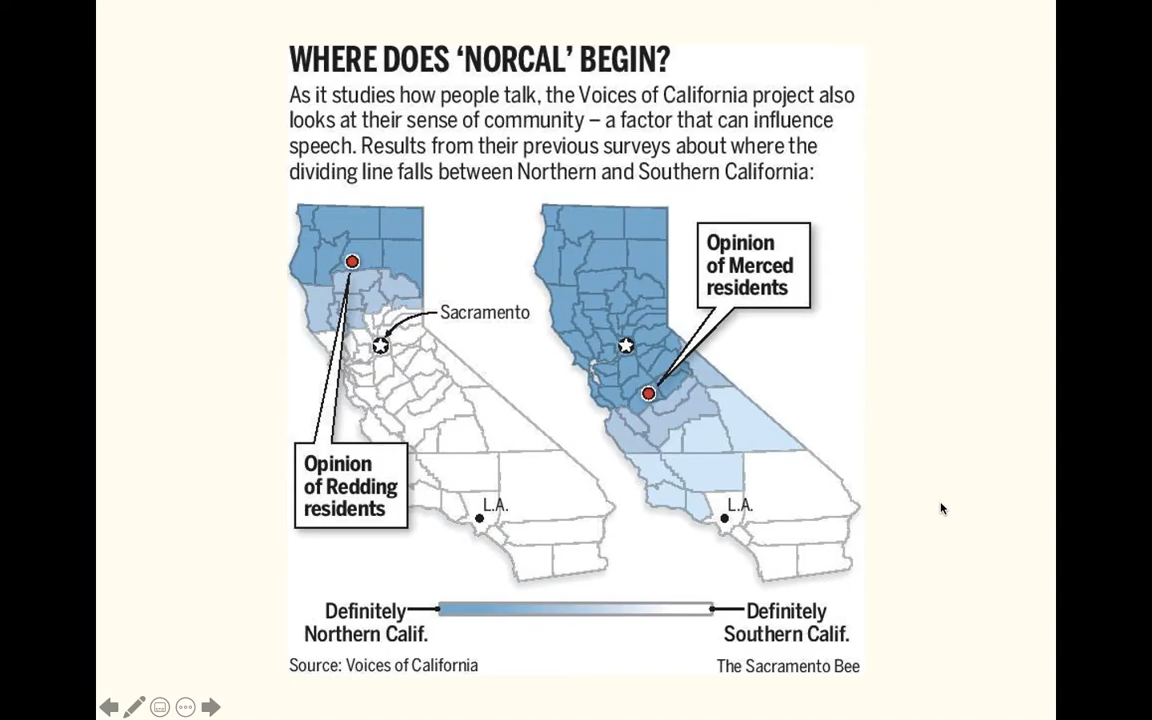 WHERE DOES ‘NORCAL’ BEGIN?
As it studies how people talk, the Voices of California project also
looks at their sense of community – a factor that can influence
speech. Results from their previous surveys about where the
dividing line falls between Northern and Southern California:
Opinion
of Merced
residents
Sacramento
Opinion
of Redding
residents
L.A.
L.A.
Definitely
Northern Calif.
Definitely
Southern Calif.
Source: Voices of California
The Sacramento Bee